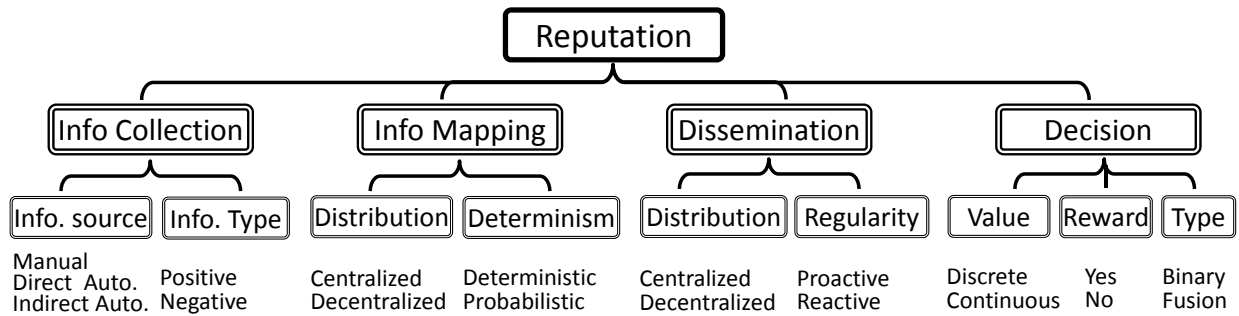 Reputation
Info Collection
Info Mapping
Dissemination
Decision
Info. source
Info. Type
Distribution
Determinism
Distribution
Regularity
Value
Reward
Type
Manual
Direct Auto.
Indirect Auto.
Positive
Negative
Centralized
Decentralized
Deterministic
Probabilistic
Centralized
Decentralized
Proactive
Reactive
Discrete
Continuous
Yes
No
Binary
Fusion